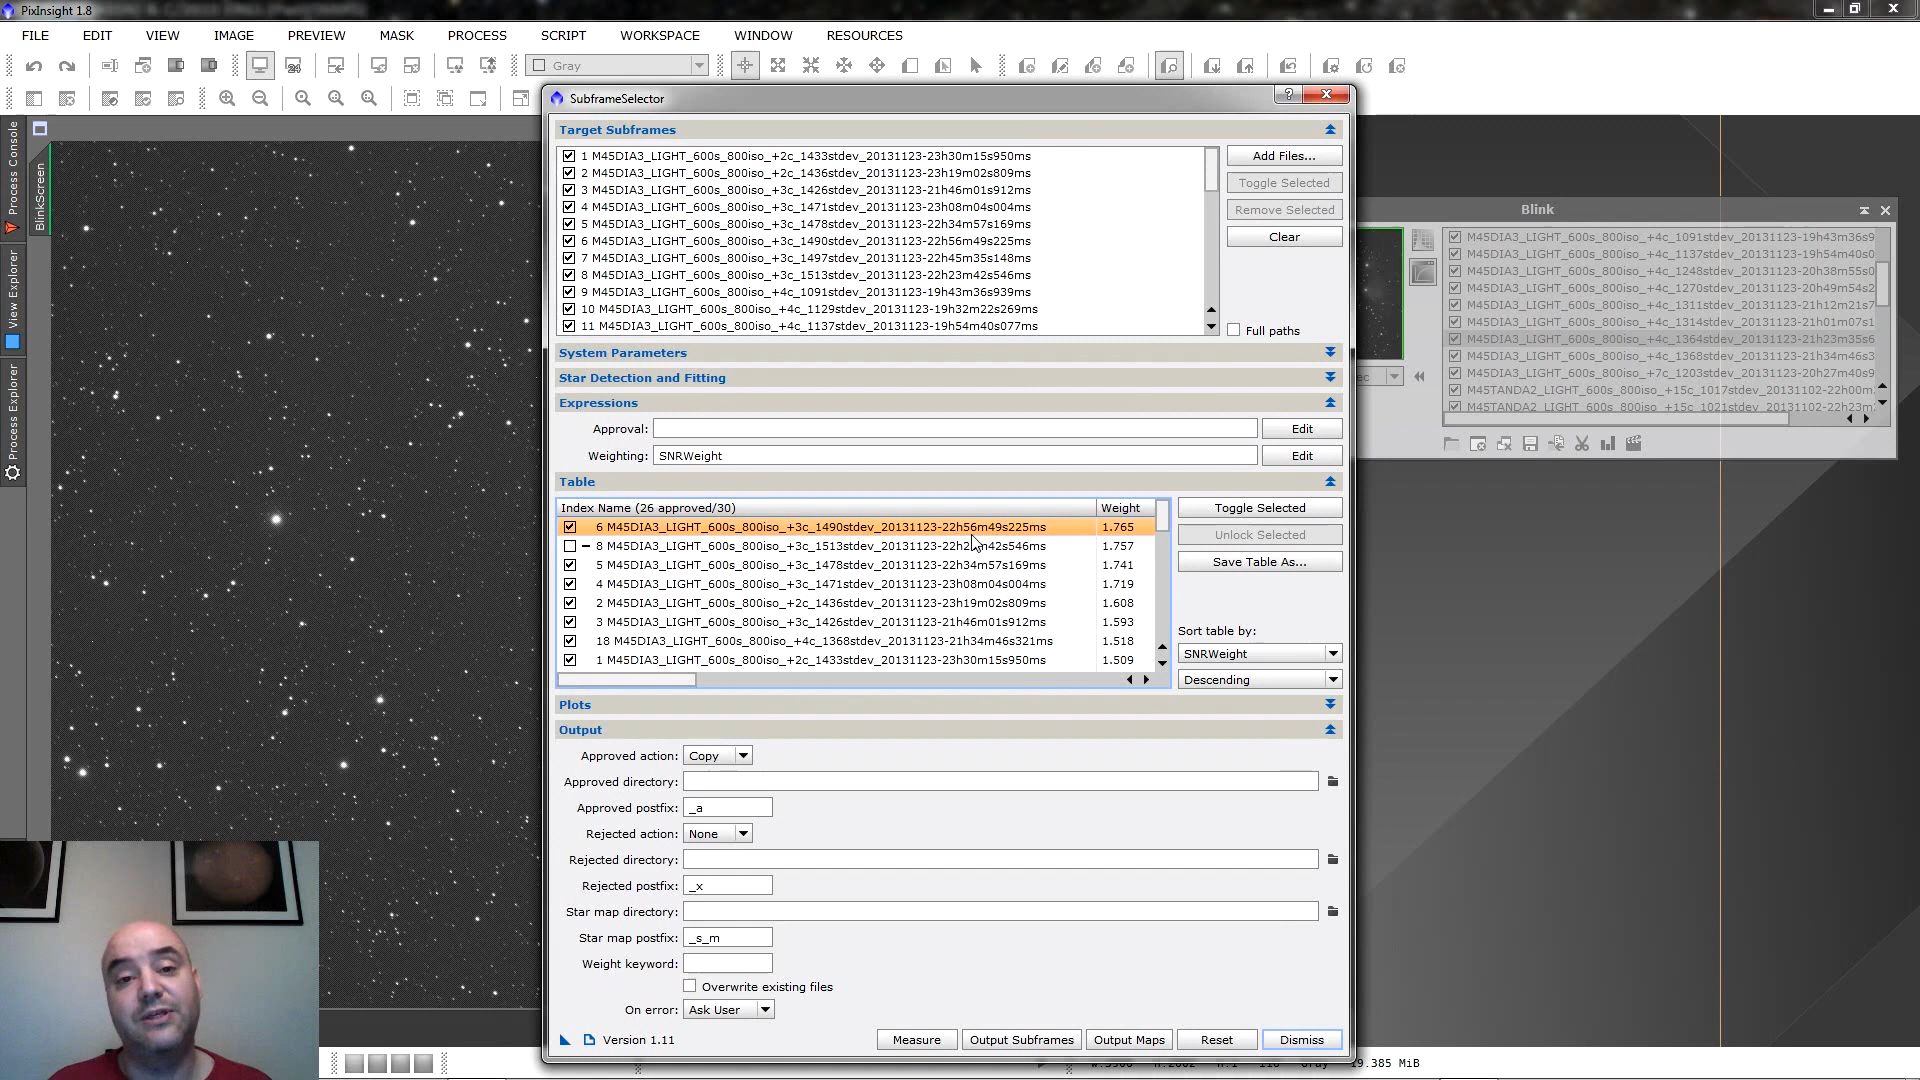 PixInsight 1.8
FILE EDIT VIEW IMAGE PREVIEW MASK PROCESS SCRIPT WORKSPACE WINDOW RESOURCES
Gray
Process Console
View Explorer
Process Explorer
BlinkScreen
SubframeSelector
Target Subframes
1 M45DIA3_LIGHT_600s_800iso_+2c_1433stdev_20131123-23h30m15s950ms
2 M45DIA3_LIGHT_600s_800iso_+2c_1436stdev_20131123-23h19m02s809ms
3 M45DIA3_LIGHT_600s_800iso_+3c_1426stdev_20131123-21h46m01s912ms
4 M45DIA3_LIGHT_600s_800iso_+3c_1471stdev_20131123-23h08m04s004ms
5 M45DIA3_LIGHT_600s_800iso_+3c_1478stdev_20131123-22h34m57s169ms
6 M45DIA3_LIGHT_600s_800iso_+3c_1490stdev_20131123-22h56m49s225ms
7 M45DIA3_LIGHT_600s_800iso_+3c_1497stdev_20131123-22h45m35s148ms
8 M45DIA3_LIGHT_600s_800iso_+3c_1513stdev_20131123-22h23m42s546ms
9 M45DIA3_LIGHT_600s_800iso_+4c_1091stdev_20131123-19h43m36s939ms
10 M45DIA3_LIGHT_600s_800iso_+4c_1129stdev_20131123-19h32m22s269ms
11 M45DIA3_LIGHT_600s_800iso_+4c_1137stdev_20131123-19h54m40s077ms
Add Files...
Toggle Selected
Remove Selected
Clear
Full paths
System Parameters
Star Detection and Fitting
Expressions
Approval: Edit
Weighting: SNRWeight Edit
Table
Index Name (26 approved/30) Weight
6 M45DIA3_LIGHT_600s_800iso_+3c_1490stdev_20131123-22h56m49s225ms 1.765
8 M45DIA3_LIGHT_600s_800iso_+3c_1513stdev_20131123-22h2 m42s546ms 1.757
5 M45DIA3_LIGHT_600s_800iso_+3c_1478stdev_20131123-22h34m57s169ms 1.741
4 M45DIA3_LIGHT_600s_800iso_+3c_1471stdev_20131123-23h08m04s004ms 1.719
2 M45DIA3_LIGHT_600s_800iso_+2c_1436stdev_20131123-23h19m02s809ms 1.608
3 M45DIA3_LIGHT_600s_800iso_+3c_1426stdev_20131123-21h46m01s912ms 1.593
18 M45DIA3_LIGHT_600s_800iso_+4c_1368stdev_20131123-21h34m46s321ms 1.518
1 M45DIA3_LIGHT_600s_800iso_+2c_1433stdev_20131123-23h30m15s950ms 1.509
Toggle Selected
Unlock Selected
Save Table As...
Sort table by:
SNRWeight
Descending
Plots
Output
Approved action: Copy
Approved directory:
Approved postfix: _a
Rejected action: None
Rejected directory:
Rejected postfix: _x
Star map directory:
Star map postfix: _s_m
Weight keyword:
Overwrite existing files
On error: Ask User
Version 1.11
Measure Output Subframes Output Maps Reset Dismiss
Blink
M45DIA3_LIGHT_600s_800iso_+4c_1091stdev_20131123-19h43m36s9
M45DIA3_LIGHT_600s_800iso_+4c_1137stdev_20131123-19h54m40s0
M45DIA3_LIGHT_600s_800iso_+4c_1248stdev_20131123-20h38m55s0
M45DIA3_LIGHT_600s_800iso_+4c_1270stdev_20131123-20h49m54s2
M45DIA3_LIGHT_600s_800iso_+4c_1311stdev_20131123-21h12m21s7
M45DIA3_LIGHT_600s_800iso_+4c_1314stdev_20131123-21h01m07s1
M45DIA3_LIGHT_600s_800iso_+4c_1364stdev_20131123-21h23m35s6
M45DIA3_LIGHT_600s_800iso_+4c_1368stdev_20131123-21h34m46s3
M45DIA3_LIGHT_600s_800iso_+7c_1203stdev_20131123-20h27m40s9
M45TANDA2_LIGHT_600s_800iso_+15c_1017stdev_20131102-22h00m
M45TANDA2_LIGHT_600s_800iso_+15c_1021stdev_20131102-22h23m
ec
9.385 MiB